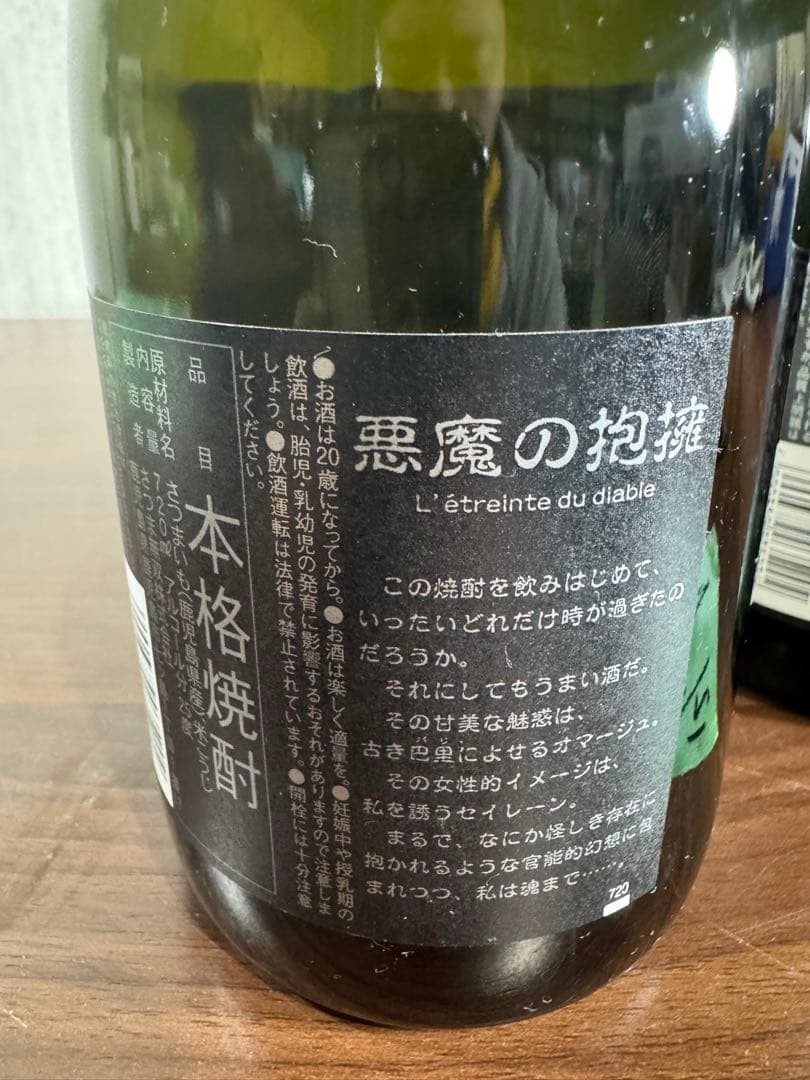 悪魔の抱擁
L'étreinte du diable
この焼酎を飲みはじめて、
いったいどれだけ時が過ぎたの
だろうか。
それにしてもうまい酒だ。
その甘美な魅惑は、
古き巴里によせるオマージュ。
その女性的イメージは、
私を誘うセイレーン。
まるで、なにか怪しき存在に
抱かれるような官能的幻想に包
まれつつ、私は魂まで……。
720
●お酒は20歳になってから。●お酒は楽しく適量を。●妊娠中や授乳期の
飲酒は、胎児・乳幼児の発育に影響するおそれがありますので注意しま
しょう。●飲酒運転は法律で禁止されています。●開栓には十分注意
してください。
品目 本格焼酎
原材料名 さつまいも(鹿児島県産)、米こうじ
内容量 720ml アルコール分 25度
製造者 さつま無双株式会社